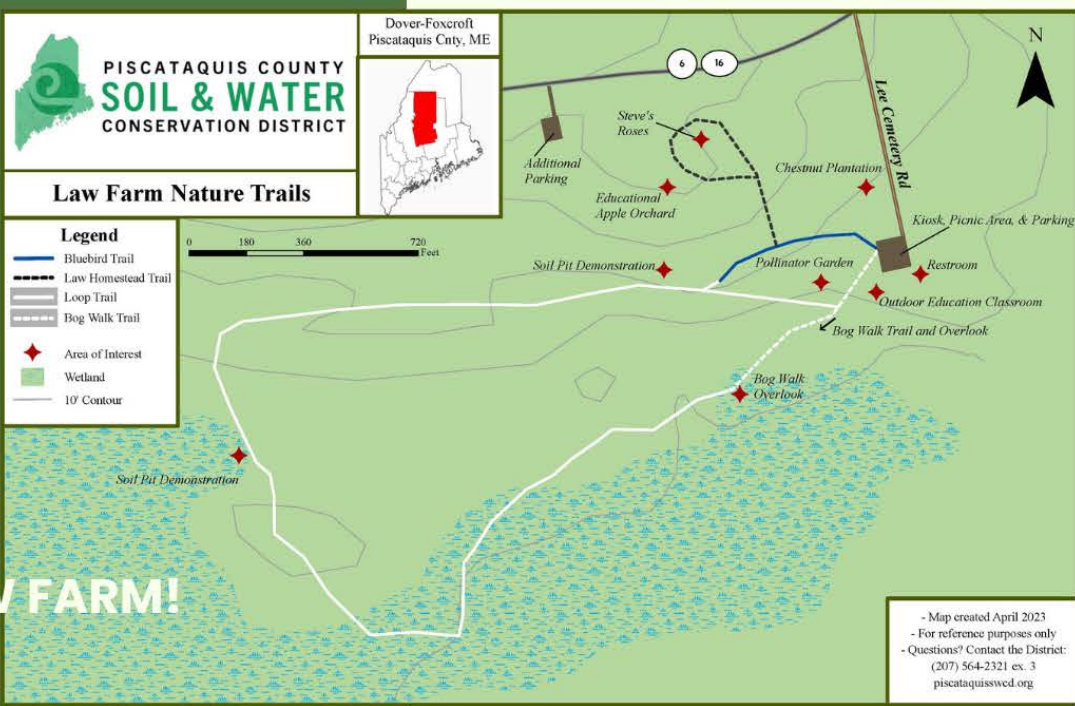 PISCATAQUIS COUNTY
SOIL & WATER
CONSERVATION DISTRICT
Law Farm Nature Trails
Dover-Foxcroft
Piscataquis Cnty, ME
Legend
Bluebird Trail
Law Homestead Trail
Loop Trail
Bog Walk Trail
Area of Interest
Wetland
10' Contour
0 180 360 720
Feet
6 16
N
Lee Cemetery Rd
Additional
Parking
Steve's
Roses
Educational
Apple Orchard
Chestnut Plantation
Kiosk, Picnic Area, & Parking
Soil Pit Demonstration
Pollinator Garden
Restroom
Outdoor Education Classroom
Bog Walk Trail and Overlook
Bog Walk
Overlook
Soil Pit Demonstration
FARM!
- Map created April 2023
- For reference purposes only
- Questions? Contact the District:
(207) 564-2321 ex. 3
piscataquisswcd.org